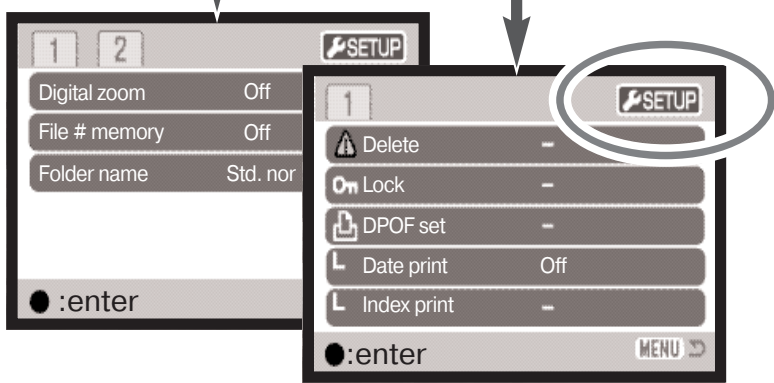 1 2 SETUP
Digital zoom Off
File # memory Off
Folder name Std. nor
:enter
1 SETUP
Delete –
Lock –
DPOF set –
Date print Off
Index print –
:enter MENU